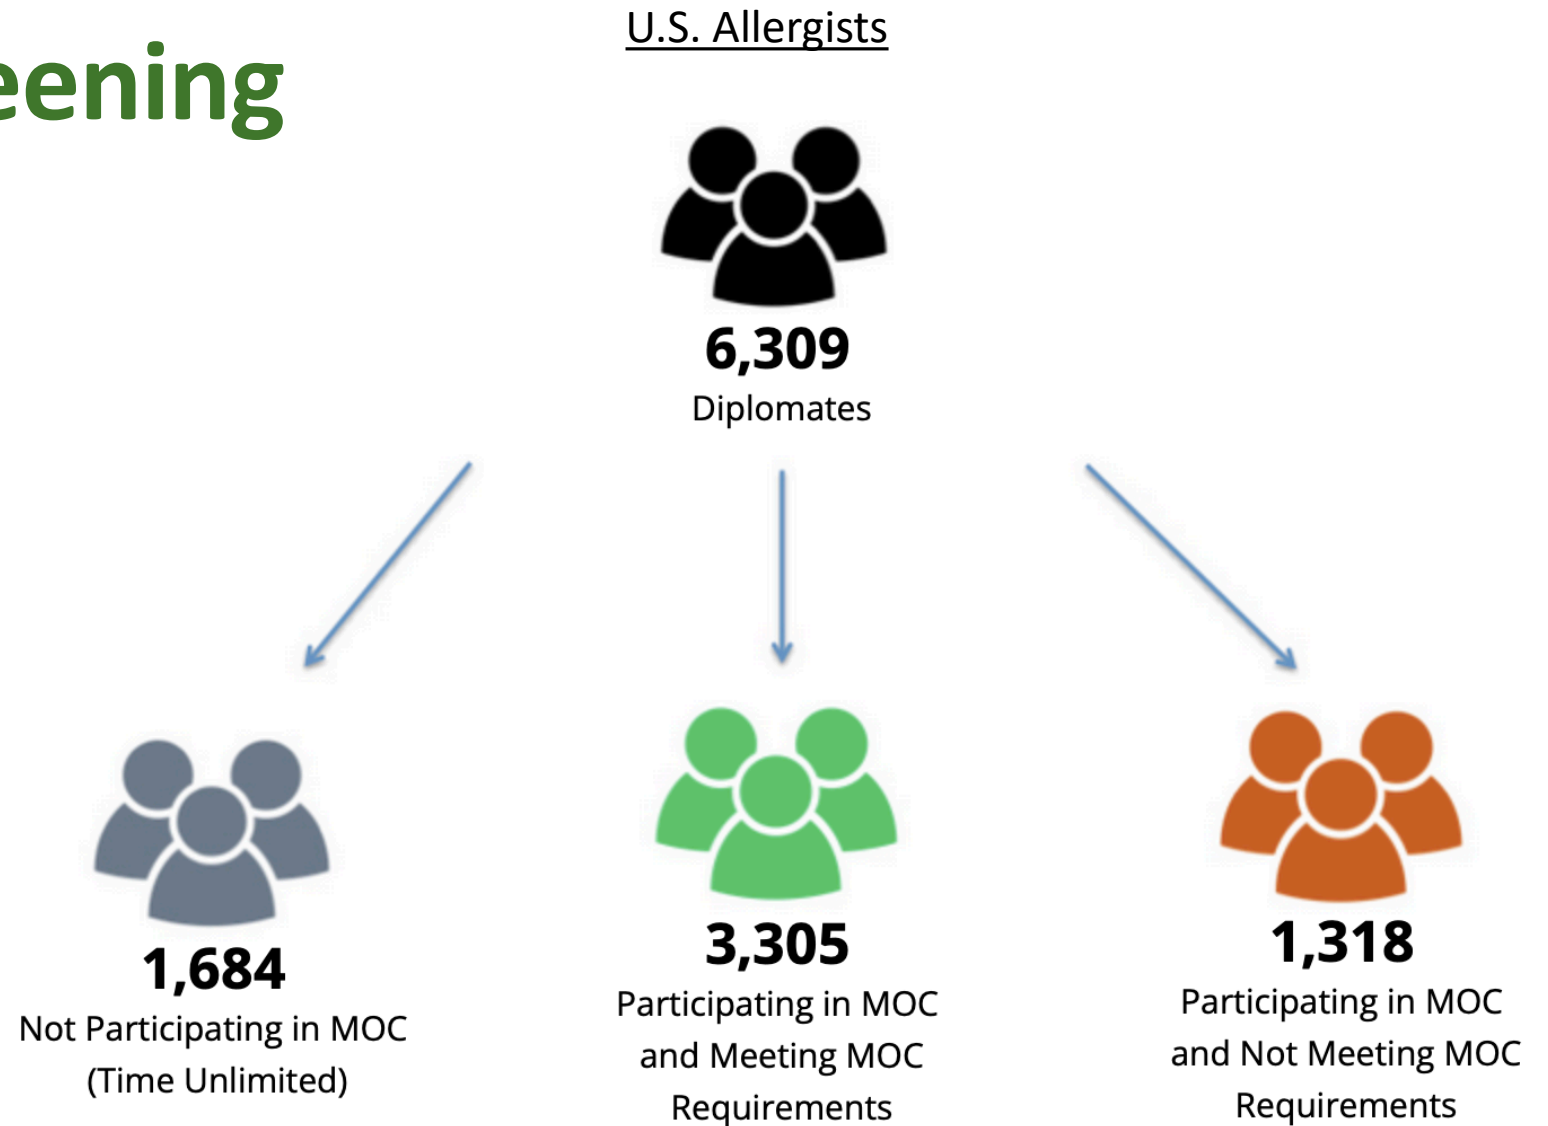 U.S. Allergists
eening
6,309
Diplomates
1,684
Not Participating in MOC
(Time Unlimited)
3,305
Participating in MOC
and Meeting MOC
Requirements
1,318
Participating in MOC
and Not Meeting MOC
Requirements